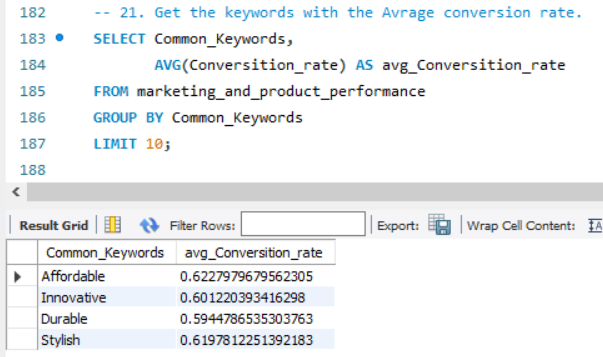 182 -- 21. Get the keywords with the Avrage conversion rate.
183 SELECT Common_Keywords,
184 AVG(Conversition_rate) AS avg_Conversition_rate
185 FROM marketing_and_product_performance
186 GROUP BY Common_Keywords
187 LIMIT 10;
188
Result Grid Filter Rows: Export: Wrap Cell Content:
Common_Keywords avg_Conversition_rate
Affordable 0.6227979679562305
Innovative 0.601220393416298
Durable 0.5944786535303763
Stylish 0.6197812251392183